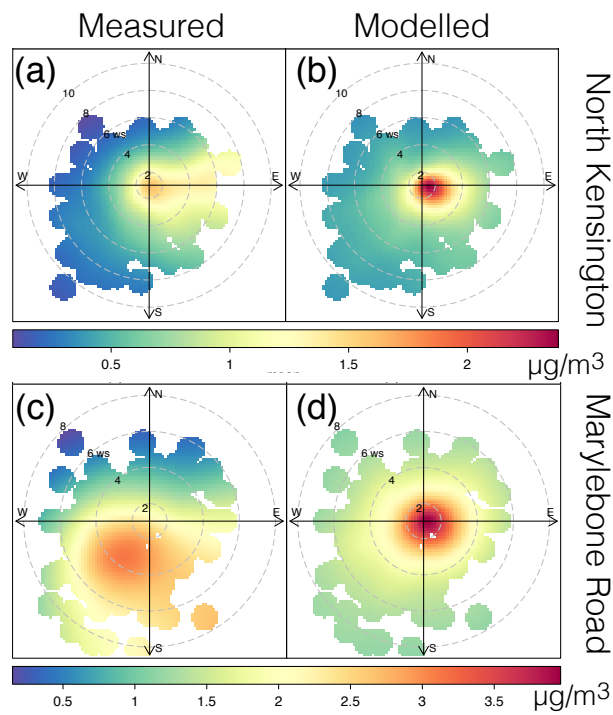 Measured Modelled
(a) (b)
N N
10 10
8 8
6 ws 6 ws
4 4
2 2
W E W E
S S
North Kensington
0.5 1 1.5 2
μg/m³
(c) (d)
N N
8 8
6 ws 6 ws
4 4
2 2
W E W E
S S
Marylebone Road
0.5 1 1.5 2 2.5 3 3.5
μg/m³